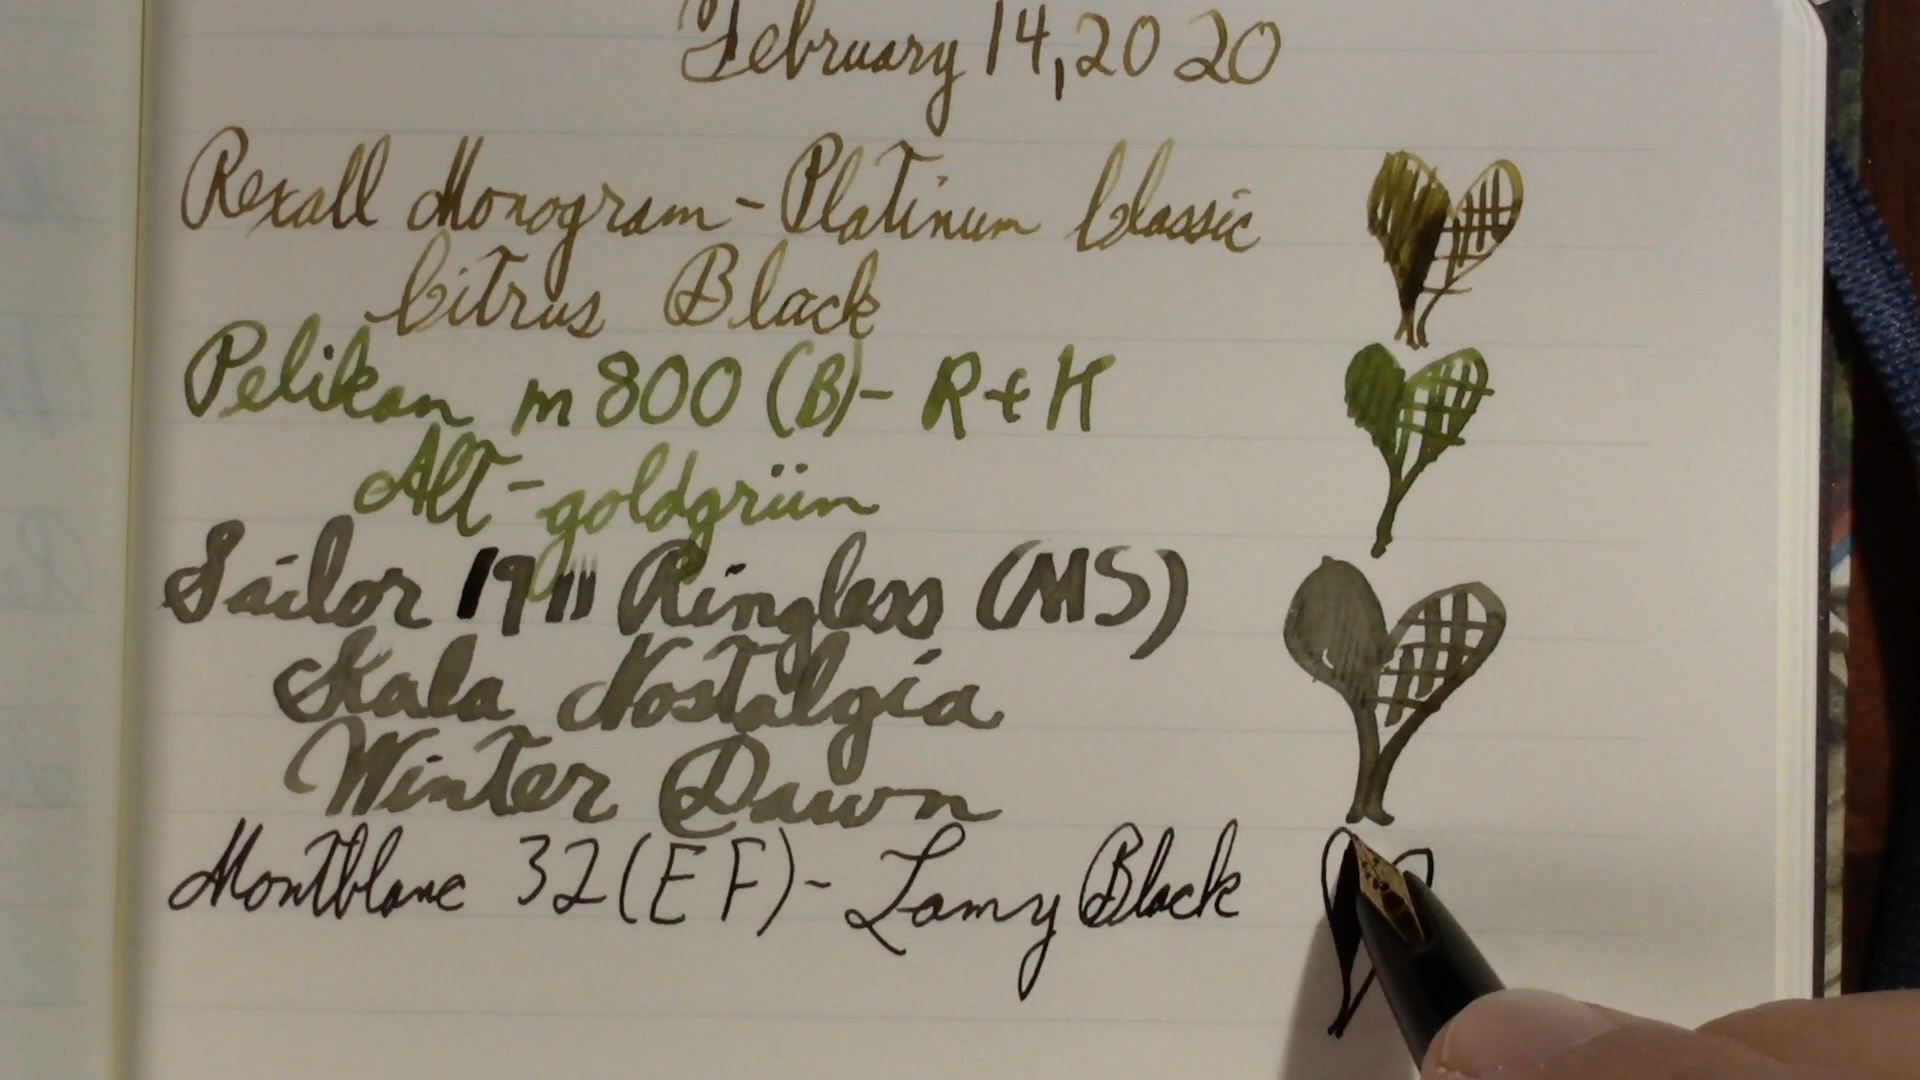 February 14, 2020
Rexall Monogram - Platinum Classic
Citrus Black
Pelikan m800 (B) - R + K
Alt-goldgrün
Sailor 1911 Ringless (MS)
Kala Nostalgia
Winter Dawn
Montblanc 32 (EF) - Lamy Black